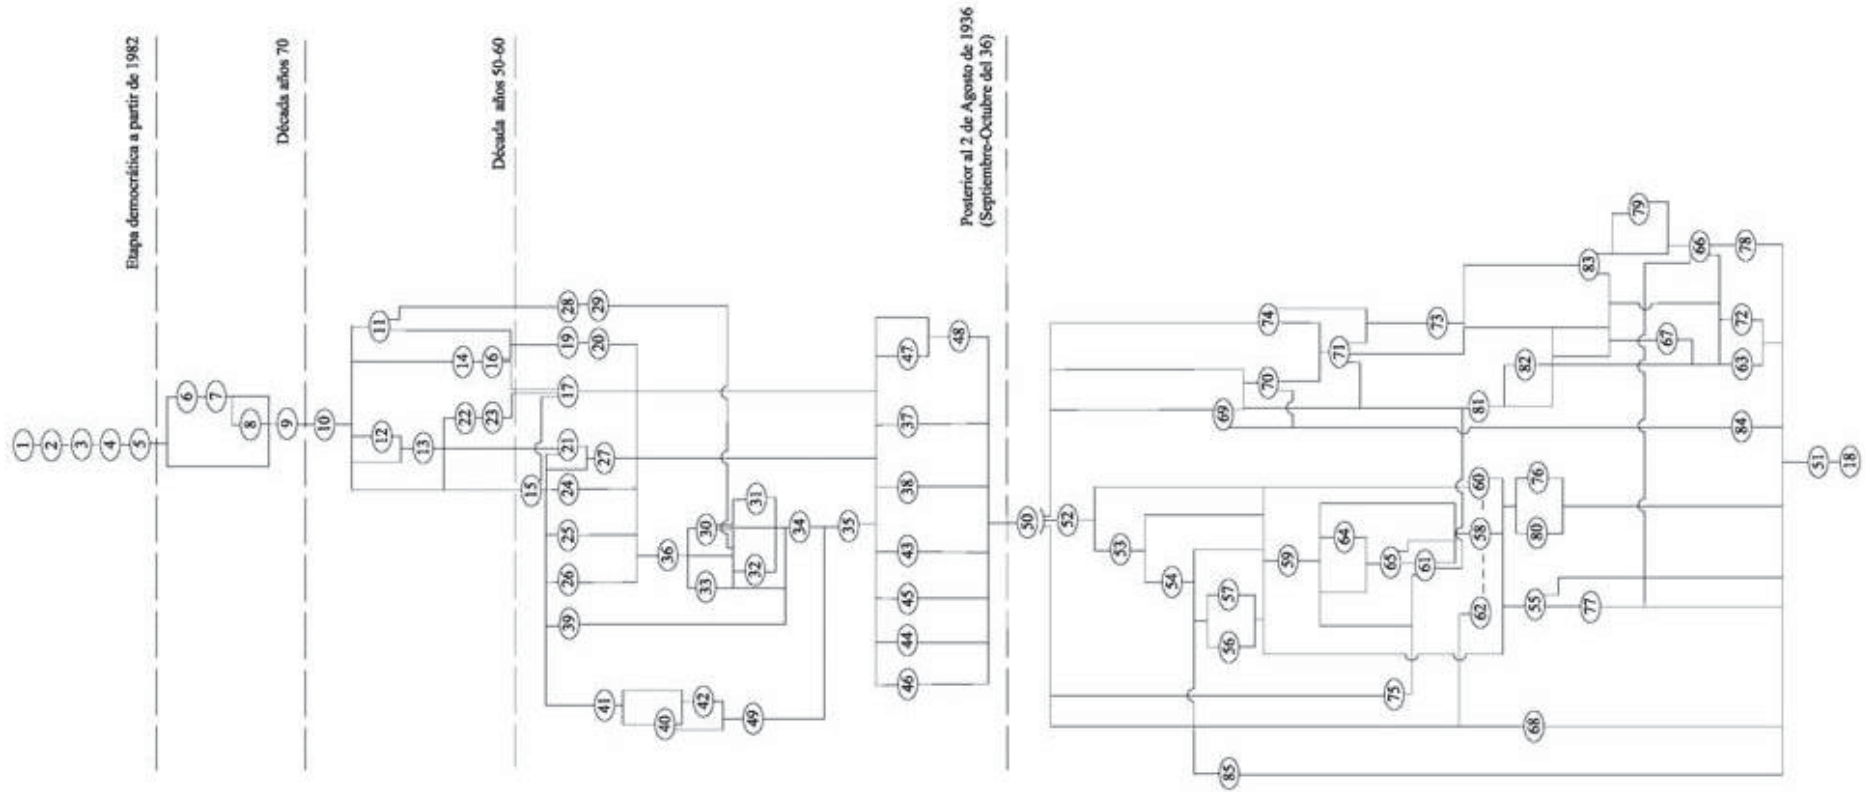 1
2
3
4
5
Etapa democrática a partir de 1982
6
7
8
Década años 70
9
10
12 11
13
22 14
23 16
Década años 50-60
15
39 26 25 24 21 17 19 28
41 27 20 29
40 36
42 33 30
49 32 31
34
35
46 44 45 43 38 37 47
48
Posterior al 2 de Agosto de 1936
(Septiembre-Octubre del 36)
50
52
53
54
85 56 57 69
59 70 74
64 71
75 65
61 73
62 58 60 81
68 55 80 76 82
77 83
79
67
66
84 63 72 78
51
18